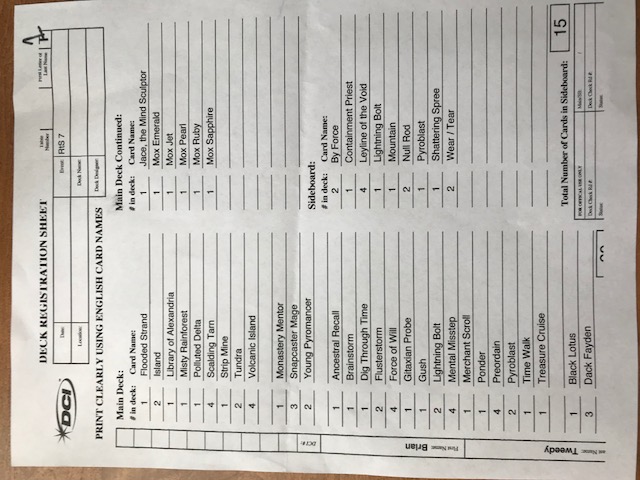 DECK REGISTRATION SHEET
Table Number
First Letter of Last Name
DCI
Date:
Event: RtS 7
Location:
Deck Name:
Deck Designer:
PRINT CLEARLY USING ENGLISH CARD NAMES
Main Deck:
# in deck: Card Name:
1 Flooded Strand
2 Island
1 Library of Alexandria
1 Misty Rainforest
1 Polluted Delta
4 Scalding Tarn
1 Strip Mine
2 Tundra
4 Volcanic Island
1 Monastery Mentor
3 Snapcaster Mage
2 Young Pyromancer
1 Ancestral Recall
1 Brainstorm
1 Dig Through Time
2 Flusterstorm
4 Force of Will
1 Gitaxian Probe
1 Gush
2 Lightning Bolt
4 Mental Misstep
1 Merchant Scroll
1 Ponder
4 Preordain
2 Pyroblast
1 Time Walk
1 Treasure Cruise
1 Black Lotus
3 Dack Fayden
Main Deck Continued:
# in deck: Card Name:
1 Jace, the Mind Sculptor
1 Mox Emerald
1 Mox Jet
1 Mox Pearl
1 Mox Ruby
1 Mox Sapphire
Sideboard:
# in deck: Card Name:
2 By Force
1 Containment Priest
4 Leyline of the Void
1 Lightning Bolt
1 Mountain
2 Null Rod
1 Pyroblast
1 Shattering Spree
2 Wear / Tear
Total Number of Cards in Sideboard: 15
FOR OFFICIAL USE ONLY
Main/SB: /
Deck Check Rd #:
Deck Check Rd #:
Status:
Status:
DCI #:
First Name: Brian
Name: Tweedy